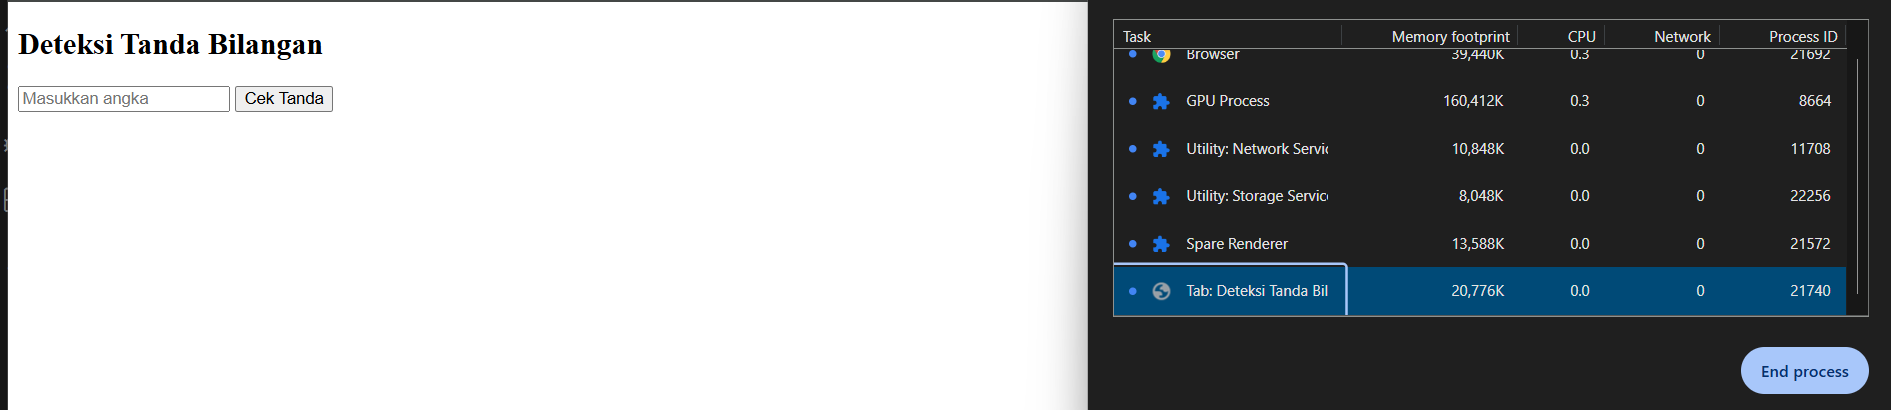 Deteksi Tanda Bilangan
Masukkan angka Cek Tanda
Task Memory footprint CPU Network Process ID
Browser 39,440K 0.3 0 21692
GPU Process 160,412K 0.3 0 8664
Utility: Network Servic 10,848K 0.0 0 11708
Utility: Storage Servic 8,048K 0.0 0 22256
Spare Renderer 13,588K 0.0 0 21572
Tab: Deteksi Tanda Bil 20,776K 0.0 0 21740
End process